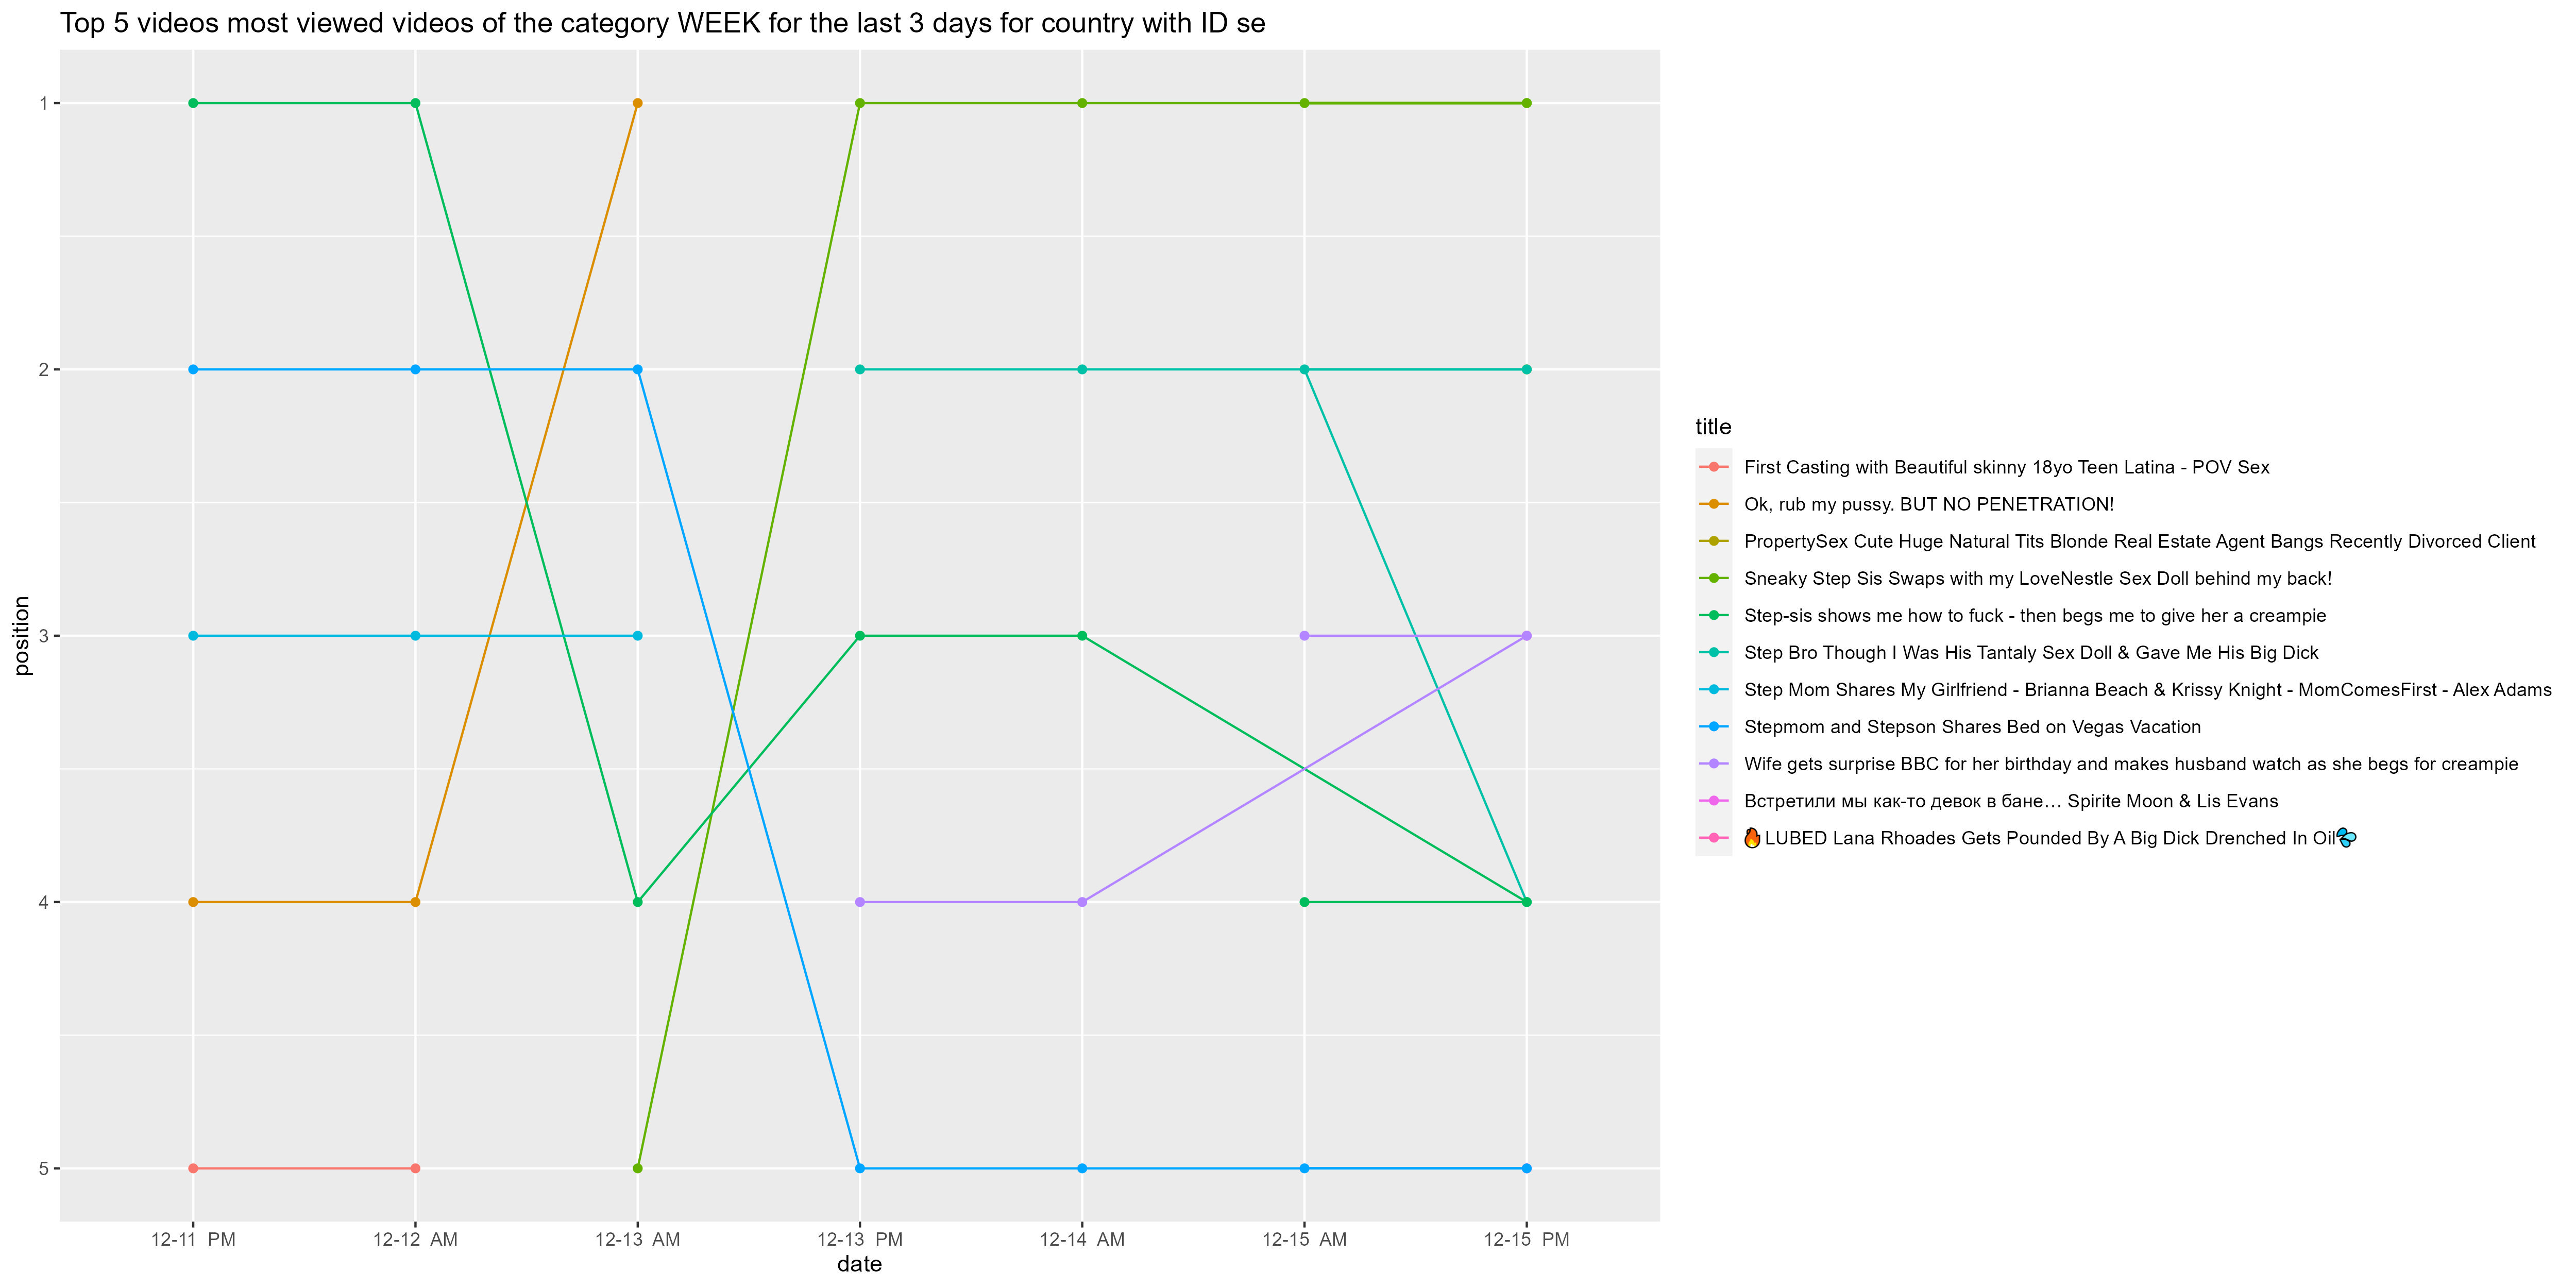 Top 5 videos most viewed videos of the category WEEK for the last 3 days for country with ID se
position
1
2
3
4
5
12-11 PM
12-12 AM
12-13 AM
12-13 PM
12-14 AM
12-15 AM
12-15 PM
date
title
First Casting with Beautiful skinny 18yo Teen Latina - POV Sex
Ok, rub my pussy. BUT NO PENETRATION!
PropertySex Cute Huge Natural Tits Blonde Real Estate Agent Bangs Recently Divorced Client
Sneaky Step Sis Swaps with my LoveNestle Sex Doll behind my back!
Step-sis shows me how to fuck - then begs me to give her a creampie
Step Bro Though I Was His Tantaly Sex Doll & Gave Me His Big Dick
Step Mom Shares My Girlfriend - Brianna Beach & Krissy Knight - MomComesFirst - Alex Adams
Stepmom and Stepson Shares Bed on Vegas Vacation
Wife gets surprise BBC for her birthday and makes husband watch as she begs for creampie
Встретили мы как-то девок в бане… Spirite Moon & Lis Evans
🔥LUBED Lana Rhoades Gets Pounded By A Big Dick Drenched In Oil💦